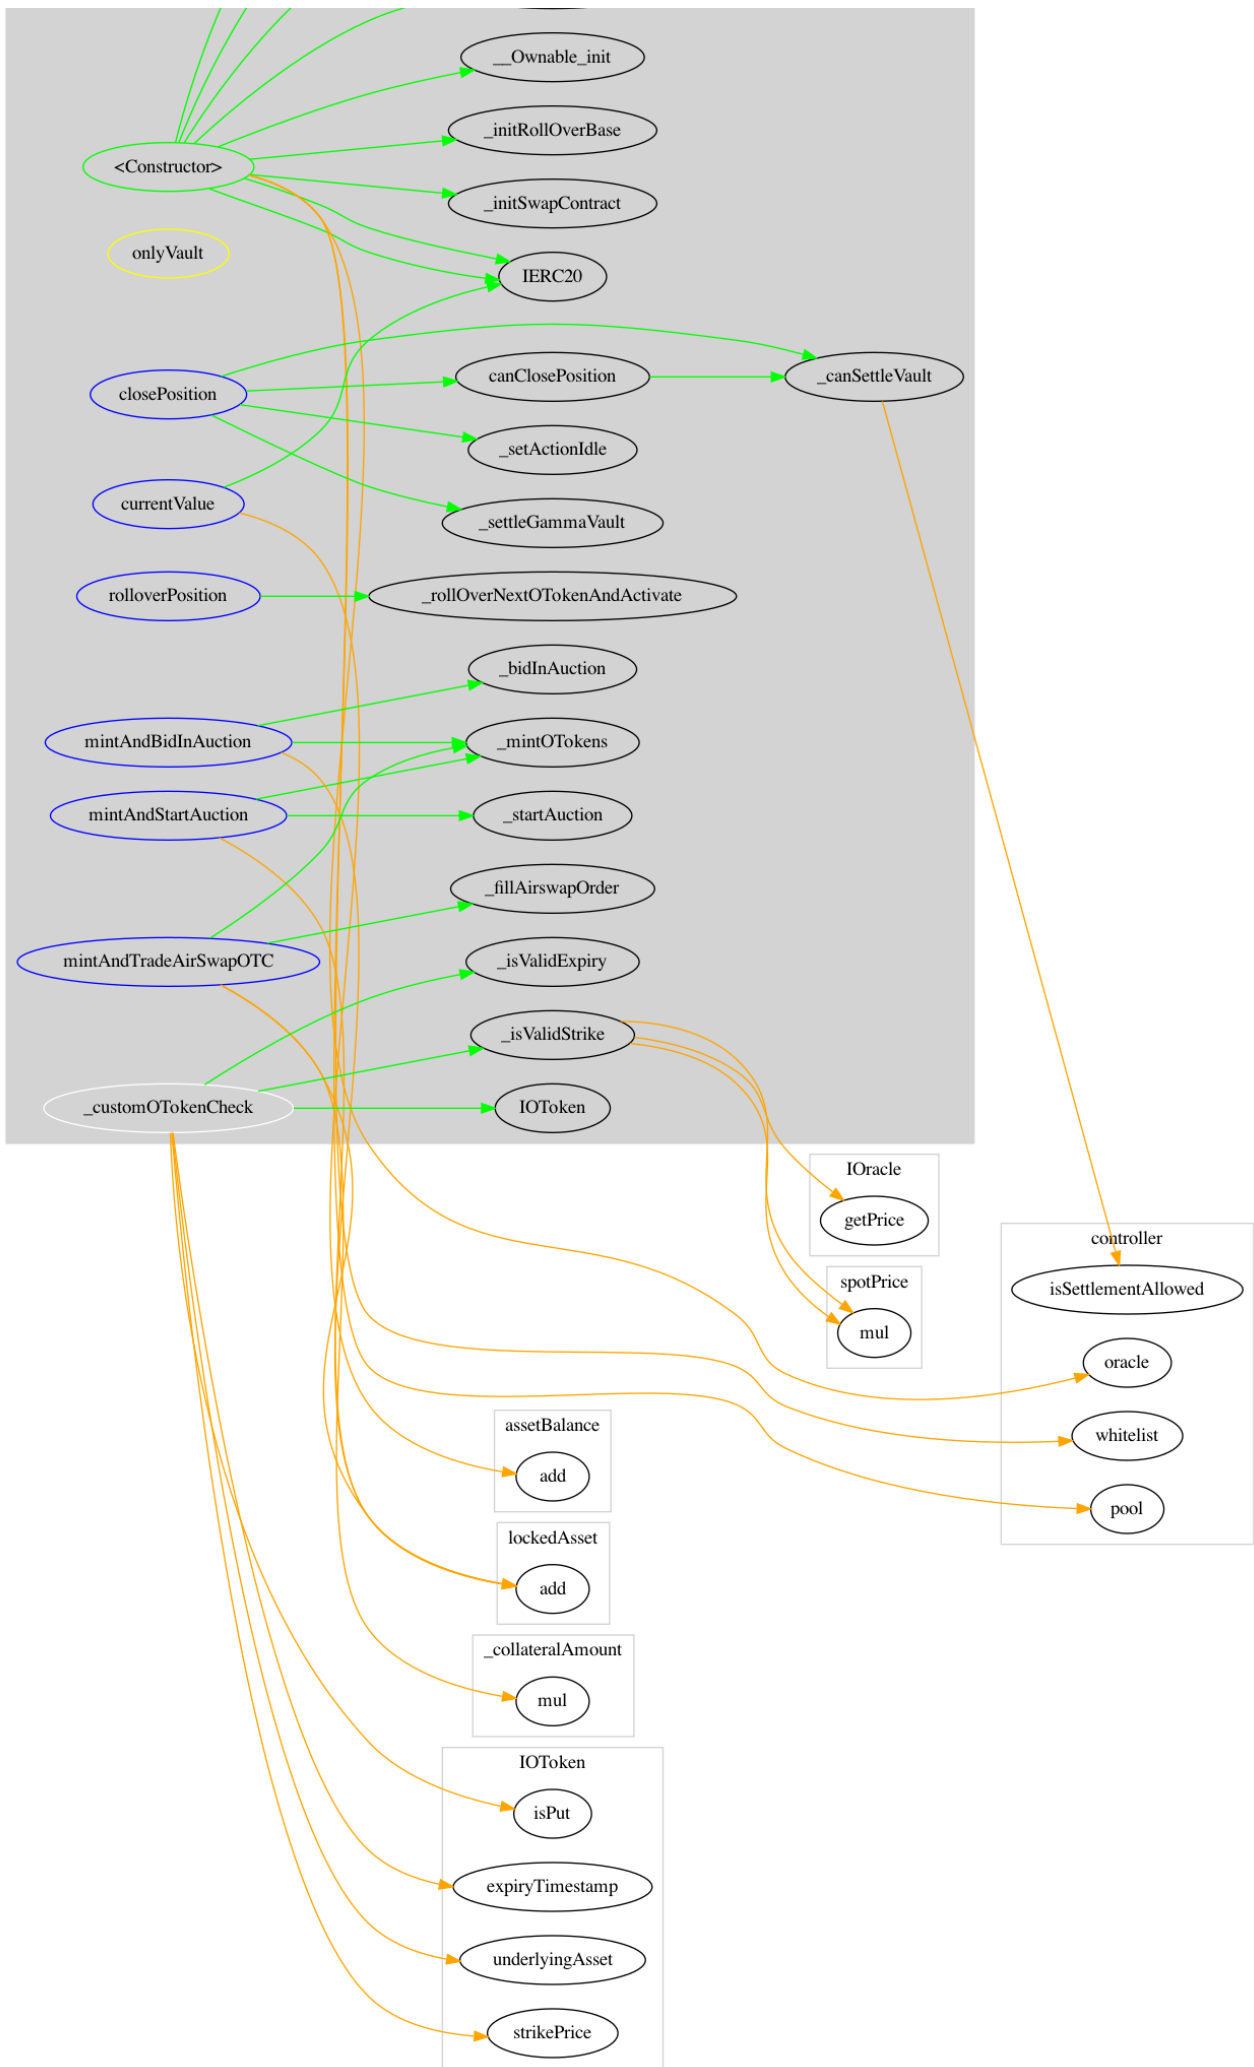 __Ownable_init
_initRollOverBase
<Constructor>
_initSwapContract
onlyVault
IERC20
closePosition
canClosePosition
_canSettleVault
_setActionIdle
currentValue
_settleGammaVault
rolloverPosition
_rollOverNextOTokenAndActivate
_bidInAuction
mintAndBidInAuction
_mintOTokens
mintAndStartAuction
_startAuction
_fillAirswapOrder
mintAndTradeAirSwapOTC
_isValidExpiry
_isValidStrike
_customOTokenCheck
IOToken
IOracle
getPrice
controller
isSettlementAllowed
spotPrice
mul
oracle
whitelist
pool
assetBalance
add
lockedAsset
add
_collateralAmount
mul
IOToken
isPut
expiryTimestamp
underlyingAsset
strikePrice